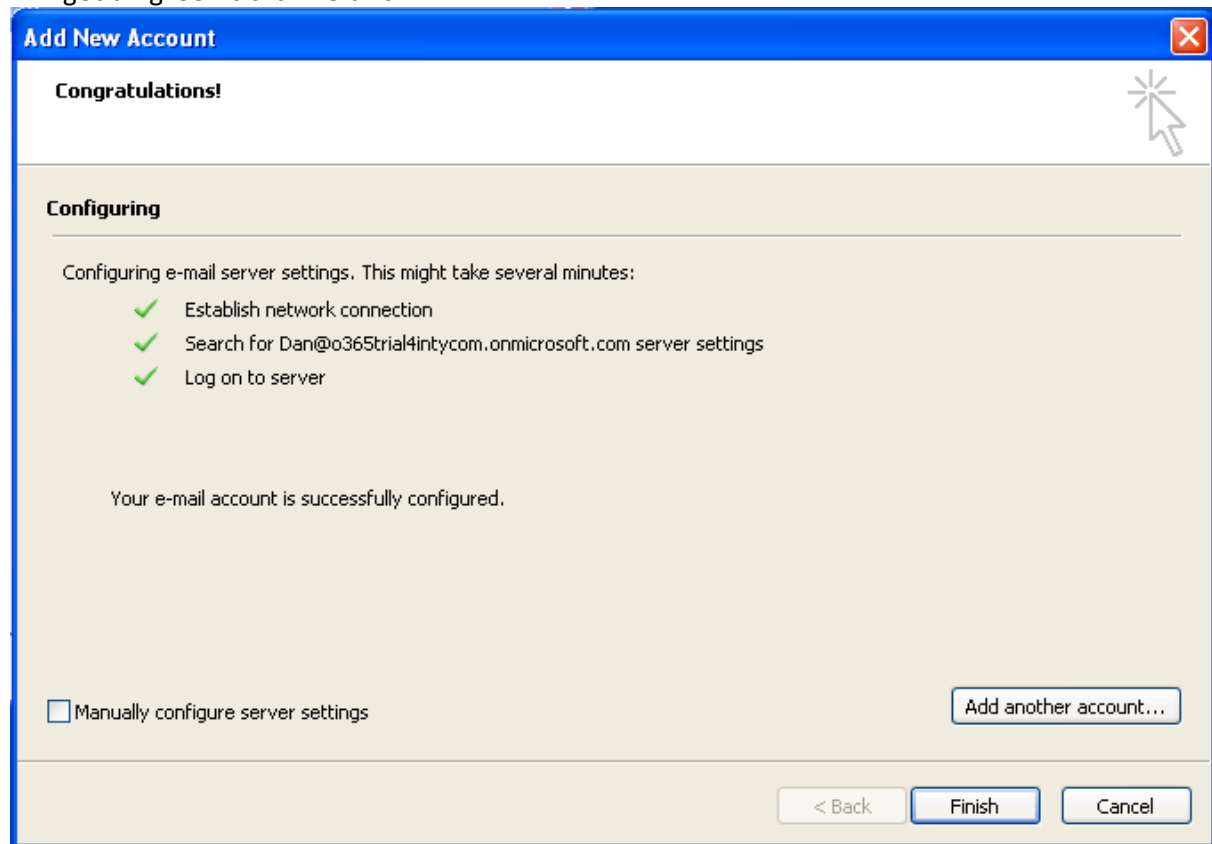 Add New Account
Congratulations!
Configuring
Configuring e-mail server settings. This might take several minutes:
Establish network connection
Search for Dan@o365trial4intycom.onmicrosoft.com server settings
Log on to server
Your e-mail account is successfully configured.
Manually configure server settings
Add another account...
< Back
Finish
Cancel